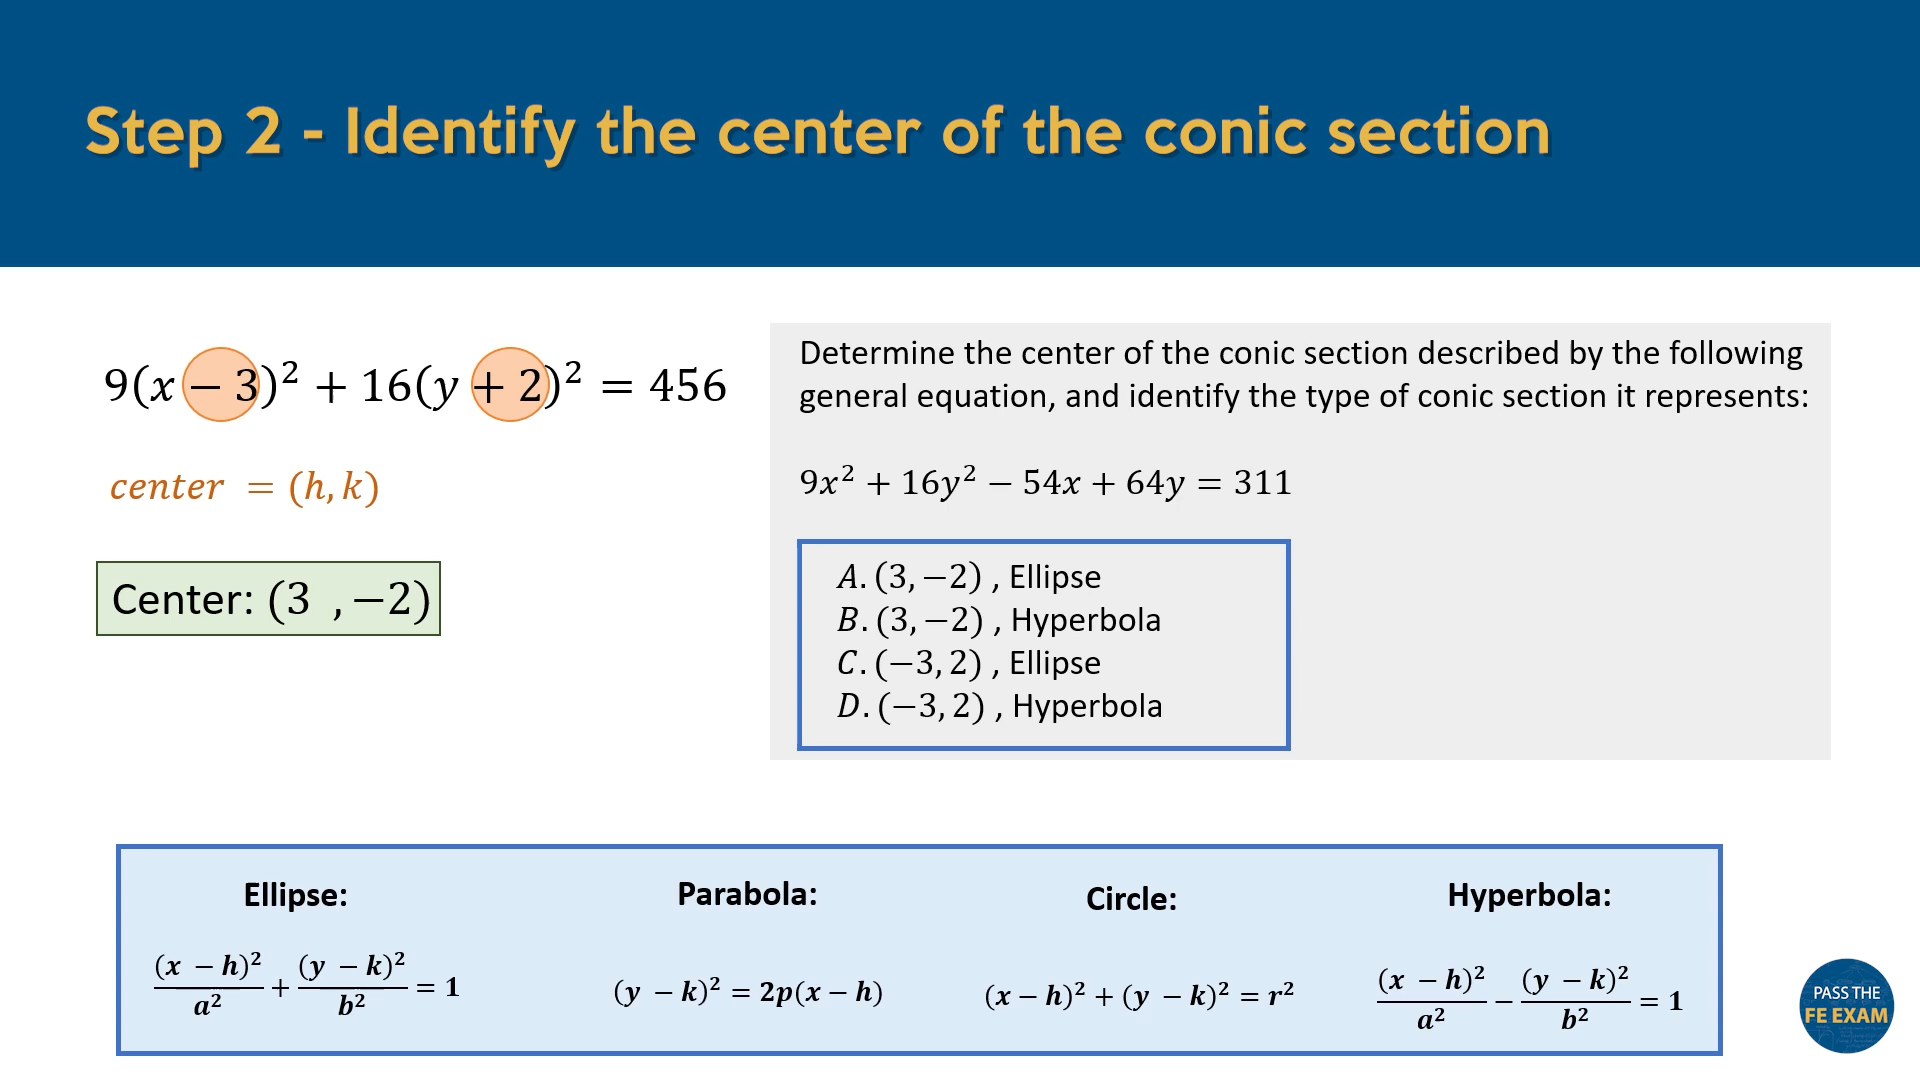 Step 2 - Identify the center of the conic section
9(x − 3)² + 16(y + 2)² = 456
center = (h, k)
Center: (3 , −2)
Determine the center of the conic section described by the following
general equation, and identify the type of conic section it represents:
9x² + 16y² − 54x + 64y = 311
A. (3, −2) , Ellipse
B. (3, −2) , Hyperbola
C. (−3, 2) , Ellipse
D. (−3, 2) , Hyperbola
Ellipse:
(x − h)²/a² + (y − k)²/b² = 1
Parabola:
(y − k)² = 2p(x − h)
Circle:
(x − h)² + (y − k)² = r²
Hyperbola:
(x − h)²/a² − (y − k)²/b² = 1
PASS THE
FE EXAM